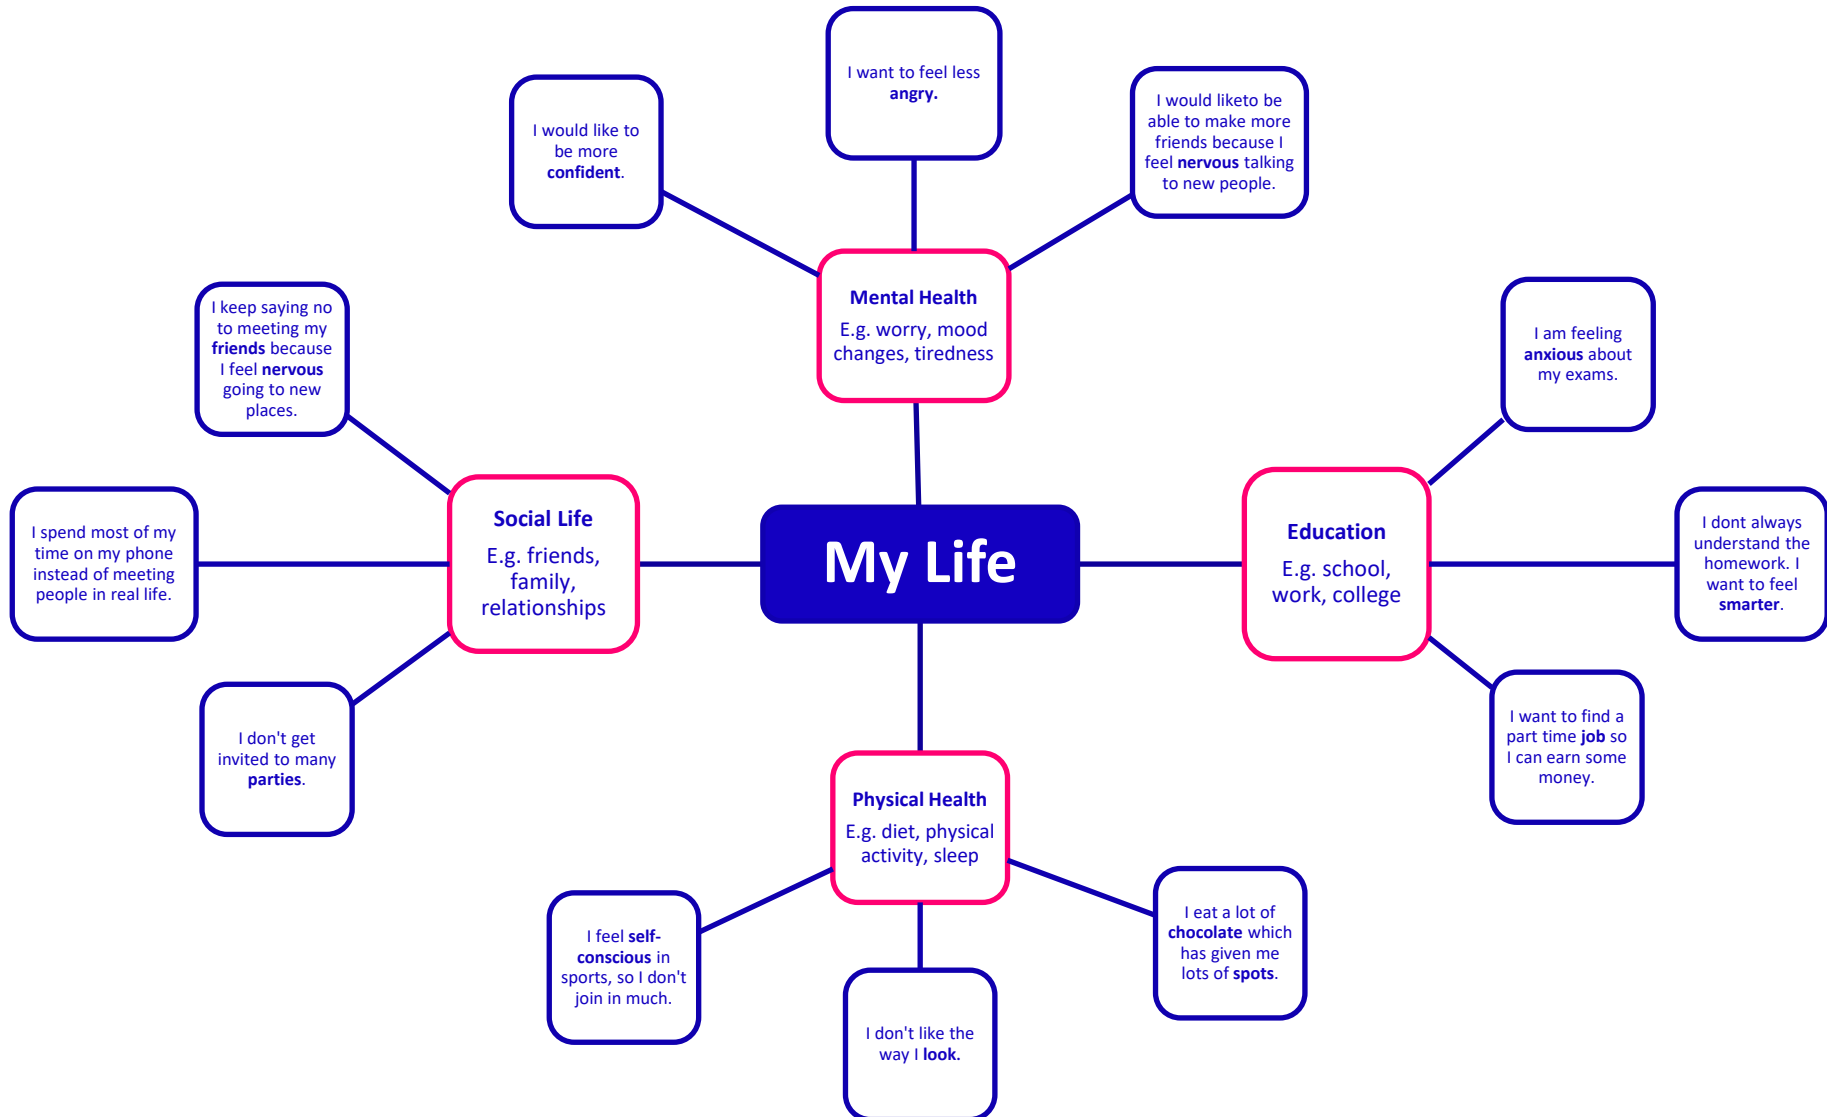 My Life
Mental Health
E.g. worry, mood
changes, tiredness
I would like to
be more
confident.
I want to feel less
angry.
I would liketo be
able to make more
friends because I
feel nervous talking
to new people.
Education
E.g. school,
work, college
I am feeling
anxious about
my exams.
I dont always
understand the
homework. I
want to feel
smarter.
I want to find a
part time job so
I can earn some
money.
Physical Health
E.g. diet, physical
activity, sleep
I eat a lot of
chocolate which
has given me
lots of spots.
I don't like the
way I look.
I feel self-
conscious in
sports, so I don't
join in much.
Social Life
E.g. friends,
family,
relationships
I don't get
invited to many
parties.
I spend most of my
time on my phone
instead of meeting
people in real life.
I keep saying no
to meeting my
friends because
I feel nervous
going to new
places.